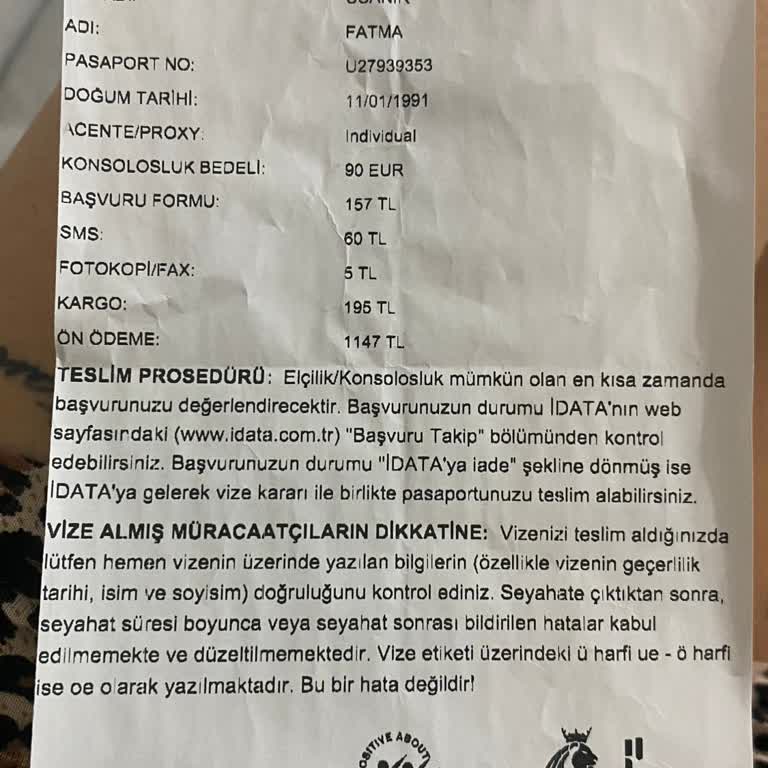 ADI: FATMA
PASAPORT NO: U27939353
DOĞUM TARİHİ: 11/01/1991
ACENTE/PROXY: Individual
KONSOLOSLUK BEDELİ: 90 EUR
BAŞVURU FORMU: 157 TL
SMS: 60 TL
FOTOKOPİ/FAX: 5 TL
KARGO: 195 TL
ÖN ÖDEME: 1147 TL
TESLİM PROSEDÜRÜ: Elçilik/Konsolosluk mümkün olan en kısa zamanda
başvurunuzu değerlendirecektir. Başvurunuzun durumu İDATA'nın web
sayfasındaki (www.idata.com.tr) "Başvuru Takip" bölümünden kontrol
edebilirsiniz. Başvurunuzun durumu "İDATA'ya iade" şekline dönmüş ise
İDATA'ya gelerek vize kararı ile birlikte pasaportunuzu teslim alabilirsiniz.
VİZE ALMIŞ MÜRACAATÇILARIN DİKKATİNE: Vizenizi teslim aldığınızda
lütfen hemen vizenin üzerinde yazılan bilgilerin (özellikle vizenin geçerlilik
tarihi, isim ve soyisim) doğruluğunu kontrol ediniz. Seyahate çıktıktan sonra,
seyahat süresi boyunca veya seyahat sonrası bildirilen hatalar kabul
edilmemekte ve düzeltilmemektedir. Vize etiketi üzerindeki ü harfi ue - ö harfi
ise oe olarak yazılmaktadır. Bu bir hata değildir!
POSITIVE ABOUT